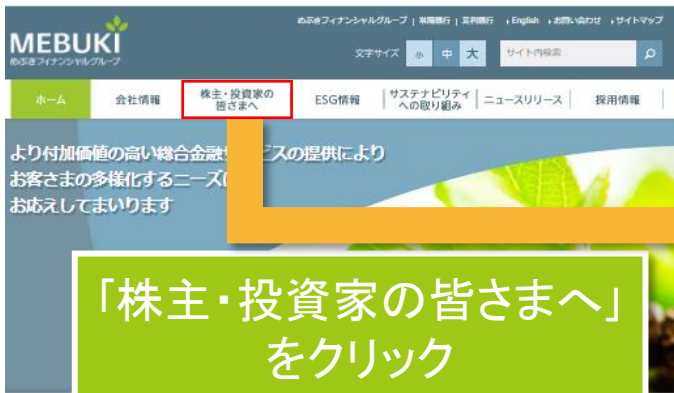 めぶきフィナンシャルグループ | 常陽銀行 | 足利銀行 ▸English ▸お問い合わせ ▸サイトマップ
MEBUKI
めぶきフィナンシャルグループ
文字サイズ 小 中 大 サイト内検索
ホーム 会社情報 株主・投資家の
皆さまへ ESG情報 サステナビリティ
への取り組み ニュースリリース 採用情報
より付加価値の高い総合金融 スの提供により
お客さまの多様化するニーズに
お応えしてまいります
「株主・投資家の皆さまへ」
をクリック